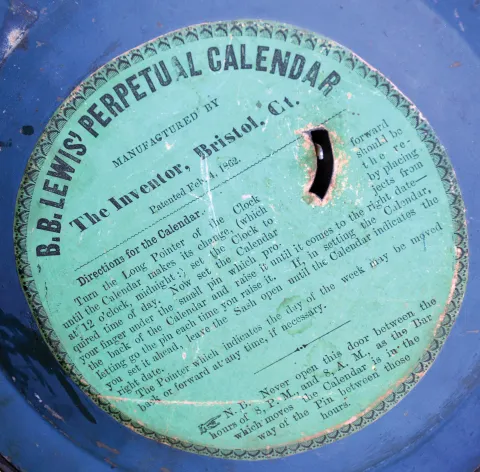 B. B. LEWIS' PERPETUAL CALENDAR
MANUFACTURED BY
The Inventor, Bristol, Ct.
Patented Feb. 4, 1862.
Directions for the Calendar.
Turn the Long Pointer of the Clock forward
until the Calendar makes its change, (which should be
at 12 o'clock, midnight;) set the Clock to the re-
quired time of day. Now set the Calendar by placing
your finger under the small pin which projects from
the back of the Calendar and raise it until it comes to the right date—
letting go the pin each time you raise it. If, in setting the Calendar,
you set it ahead, leave the Sash open until the Calendar indicates the
right date.
The Pointer which indicates the day of the week may be moved
back or forward at any time, if necessary.
☞ N. B. Never open this door between the
hours of 8, P. M., and 8, A. M., as the Bar
which moves the Calendar is in the
way of the Pin between those
hours.